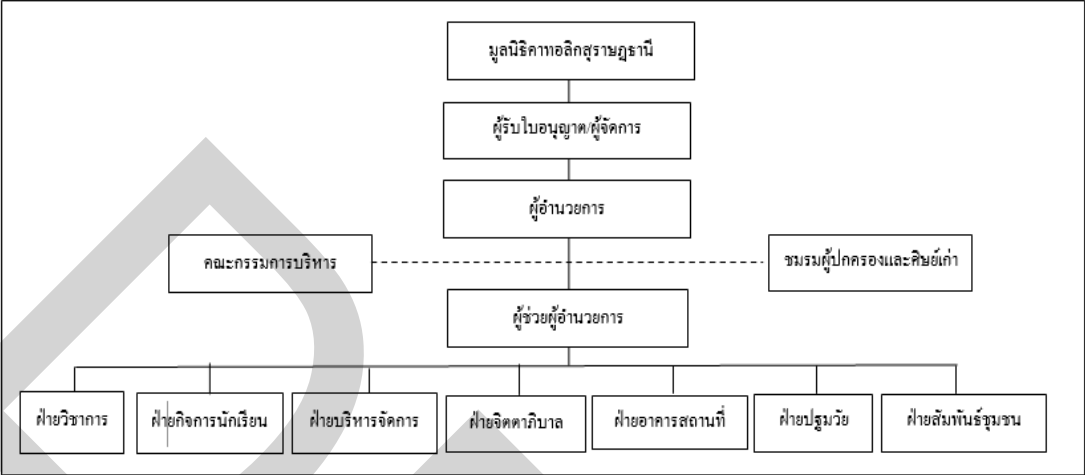 มูลนิธิคาทอลิกสุราษฎธานี
ผู้รับใบอนุญาต/ผู้จัดการ
ผู้อำนวยการ
คณะกรรมการบริหาร
ชมรมผู้ปกครองและศิษย์เก่า
ผู้ช่วยผู้อำนวยการ
ฝ่ายวิชาการ
ฝ่ายกิจการนักเรียน
ฝ่ายบริหารจัดการ
ฝ่ายจิตตาภิบาล
ฝ่ายอาคารสถานที่
ฝ่ายปฐมวัย
ฝ่ายสัมพันธ์ชุมชน